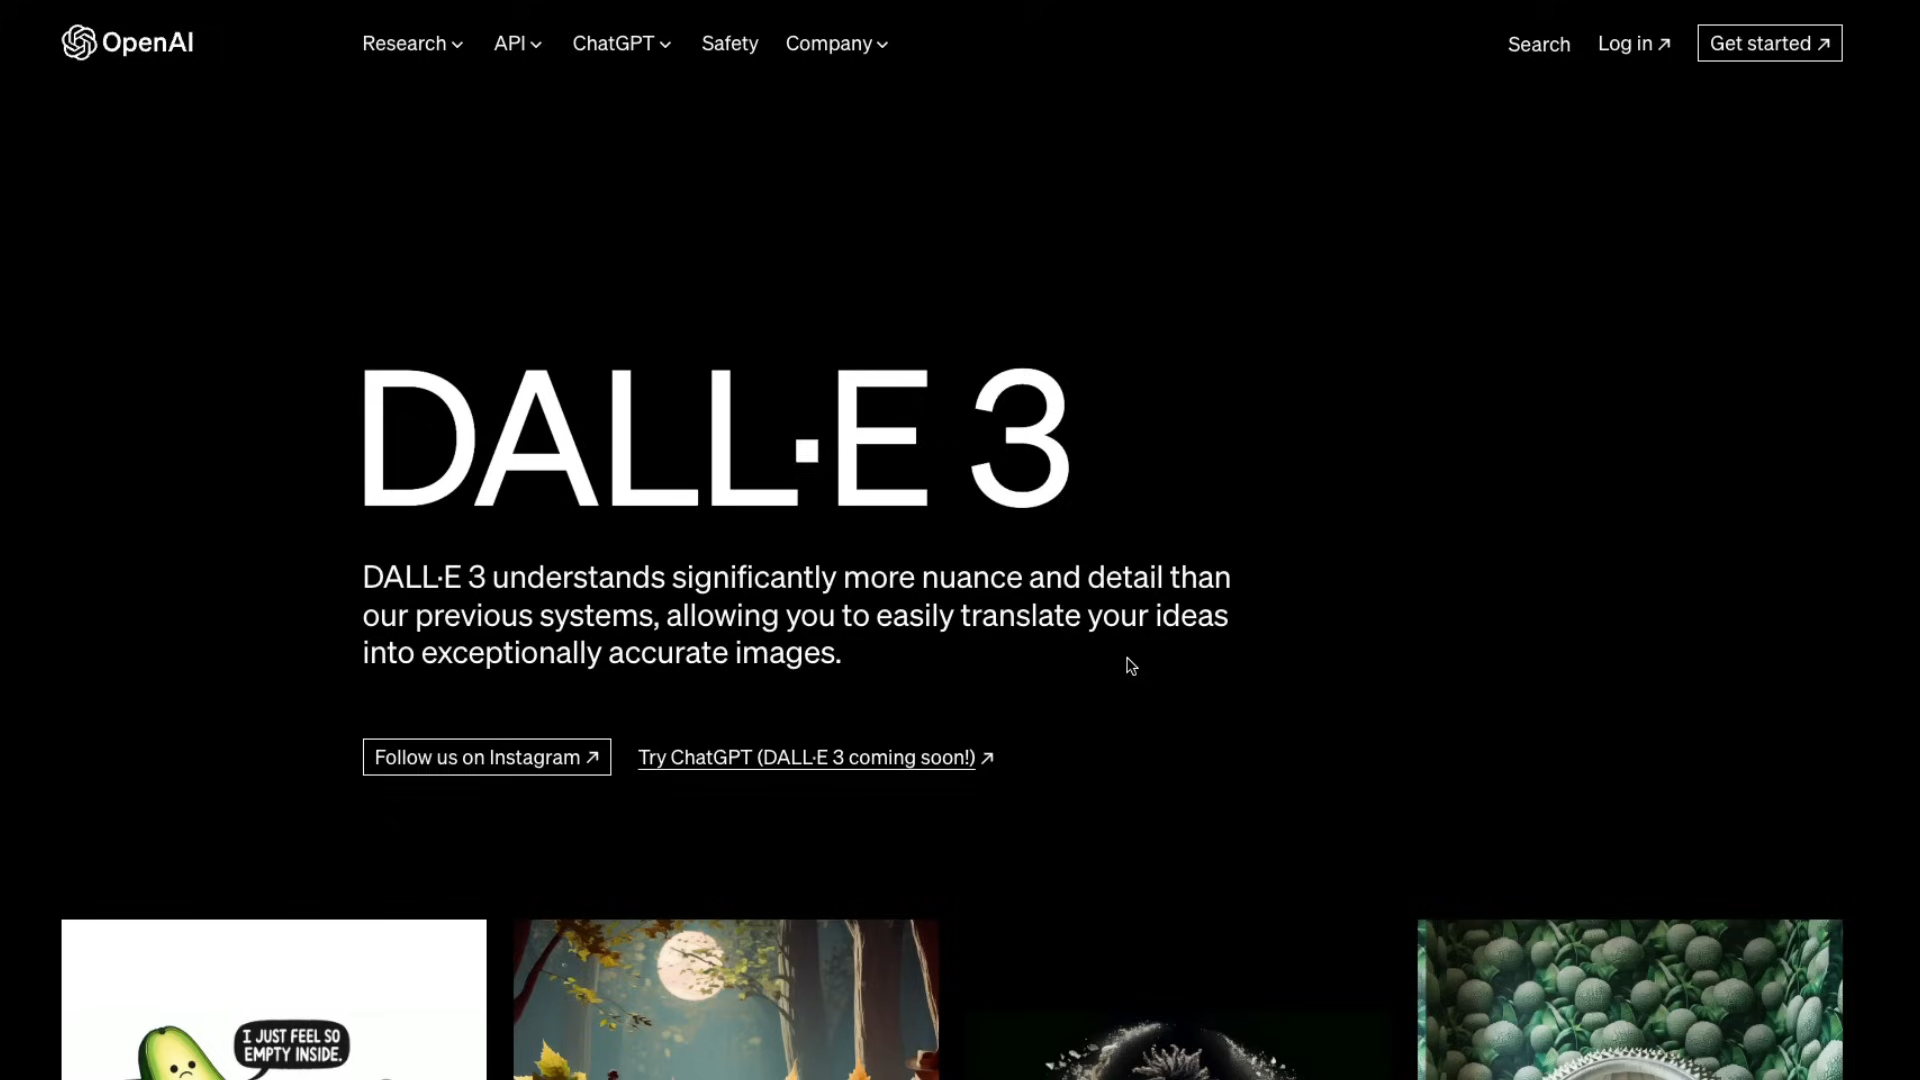 OpenAI
Research API ChatGPT Safety Company
Search Log in ↗ Get started ↗
DALL·E 3
DALL·E 3 understands significantly more nuance and detail than
our previous systems, allowing you to easily translate your ideas
into exceptionally accurate images.
Follow us on Instagram ↗ Try ChatGPT (DALL·E 3 coming soon!) ↗
I JUST FEEL SO
EMPTY INSIDE.